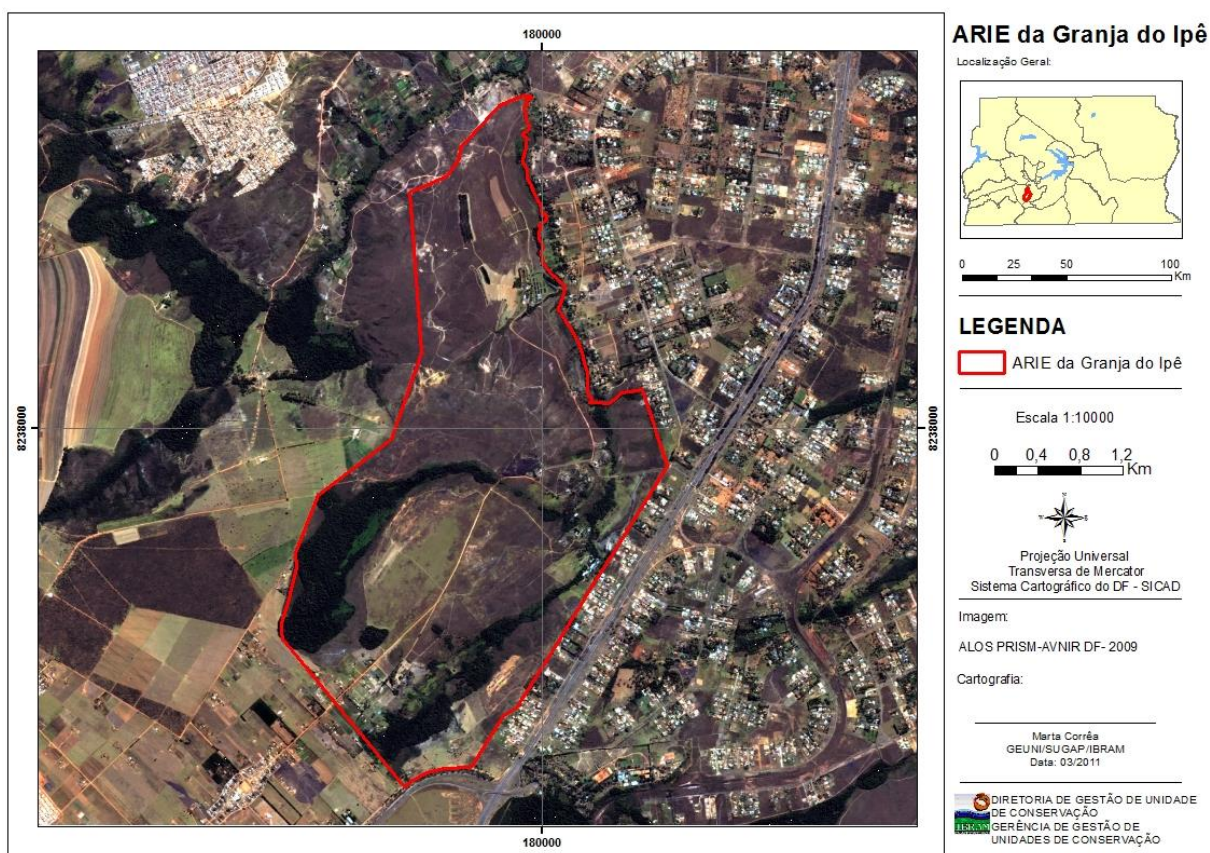 180000
8238000
8238000
180000
ARIE da Granja do Ipê
Localização Geral:
0 25 50 100
Km
LEGENDA
ARIE da Granja do Ipê
Escala 1:10000
0 0,4 0,8 1,2
Km
N
W E
S
Projeção Universal
Transversa de Mercator
Sistema Cartográfico do DF - SICAD
Imagem:
ALOS PRISM-AVNIR DF- 2009
Cartografia:
Marta Corrêa
GEUNI/SUGAP/IBRAM
Data: 03/2011
IBRAM
DIRETORIA DE GESTÃO DE UNIDADE
DE CONSERVAÇÃO
GERÊNCIA DE GESTÃO DE
UNIDADES DE CONSERVAÇÃO